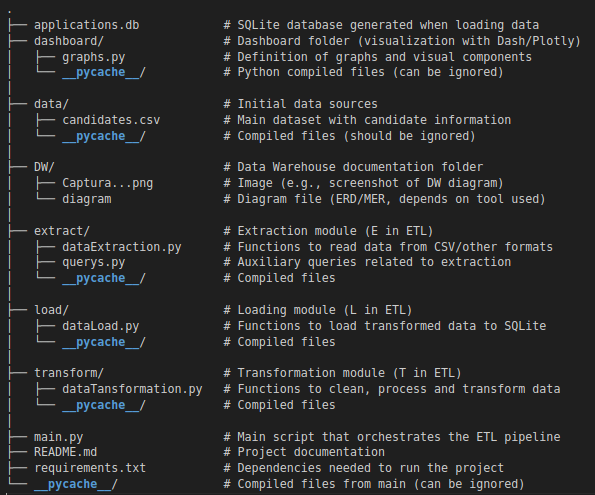 .
├── applications.db            # SQLite database generated when loading data
├── dashboard/                 # Dashboard folder (visualization with Dash/Plotly)
│   ├── graphs.py              # Definition of graphs and visual components
│   └── __pycache__/           # Python compiled files (can be ignored)
│
├── data/                      # Initial data sources
│   ├── candidates.csv         # Main dataset with candidate information
│   └── __pycache__/           # Compiled files (should be ignored)
│
├── DW/                        # Data Warehouse documentation folder
│   ├── Captura...png          # Image (e.g., screenshot of DW diagram)
│   └── diagram                # Diagram file (ERD/MER, depends on tool used)
│
├── extract/                   # Extraction module (E in ETL)
│   ├── dataExtraction.py      # Functions to read data from CSV/other formats
│   ├── querys.py              # Auxiliary queries related to extraction
│   └── __pycache__/           # Compiled files
│
├── load/                      # Loading module (L in ETL)
│   ├── dataLoad.py            # Functions to load transformed data to SQLite
│   └── __pycache__/           # Compiled files
│
├── transform/                 # Transformation module (T in ETL)
│   ├── dataTansformation.py   # Functions to clean, process and transform data
│   └── __pycache__/           # Compiled files
│
├── main.py                    # Main script that orchestrates the ETL pipeline
├── README.md                  # Project documentation
├── requirements.txt           # Dependencies needed to run the project
└── __pycache__/               # Compiled files from main (can be ignored)